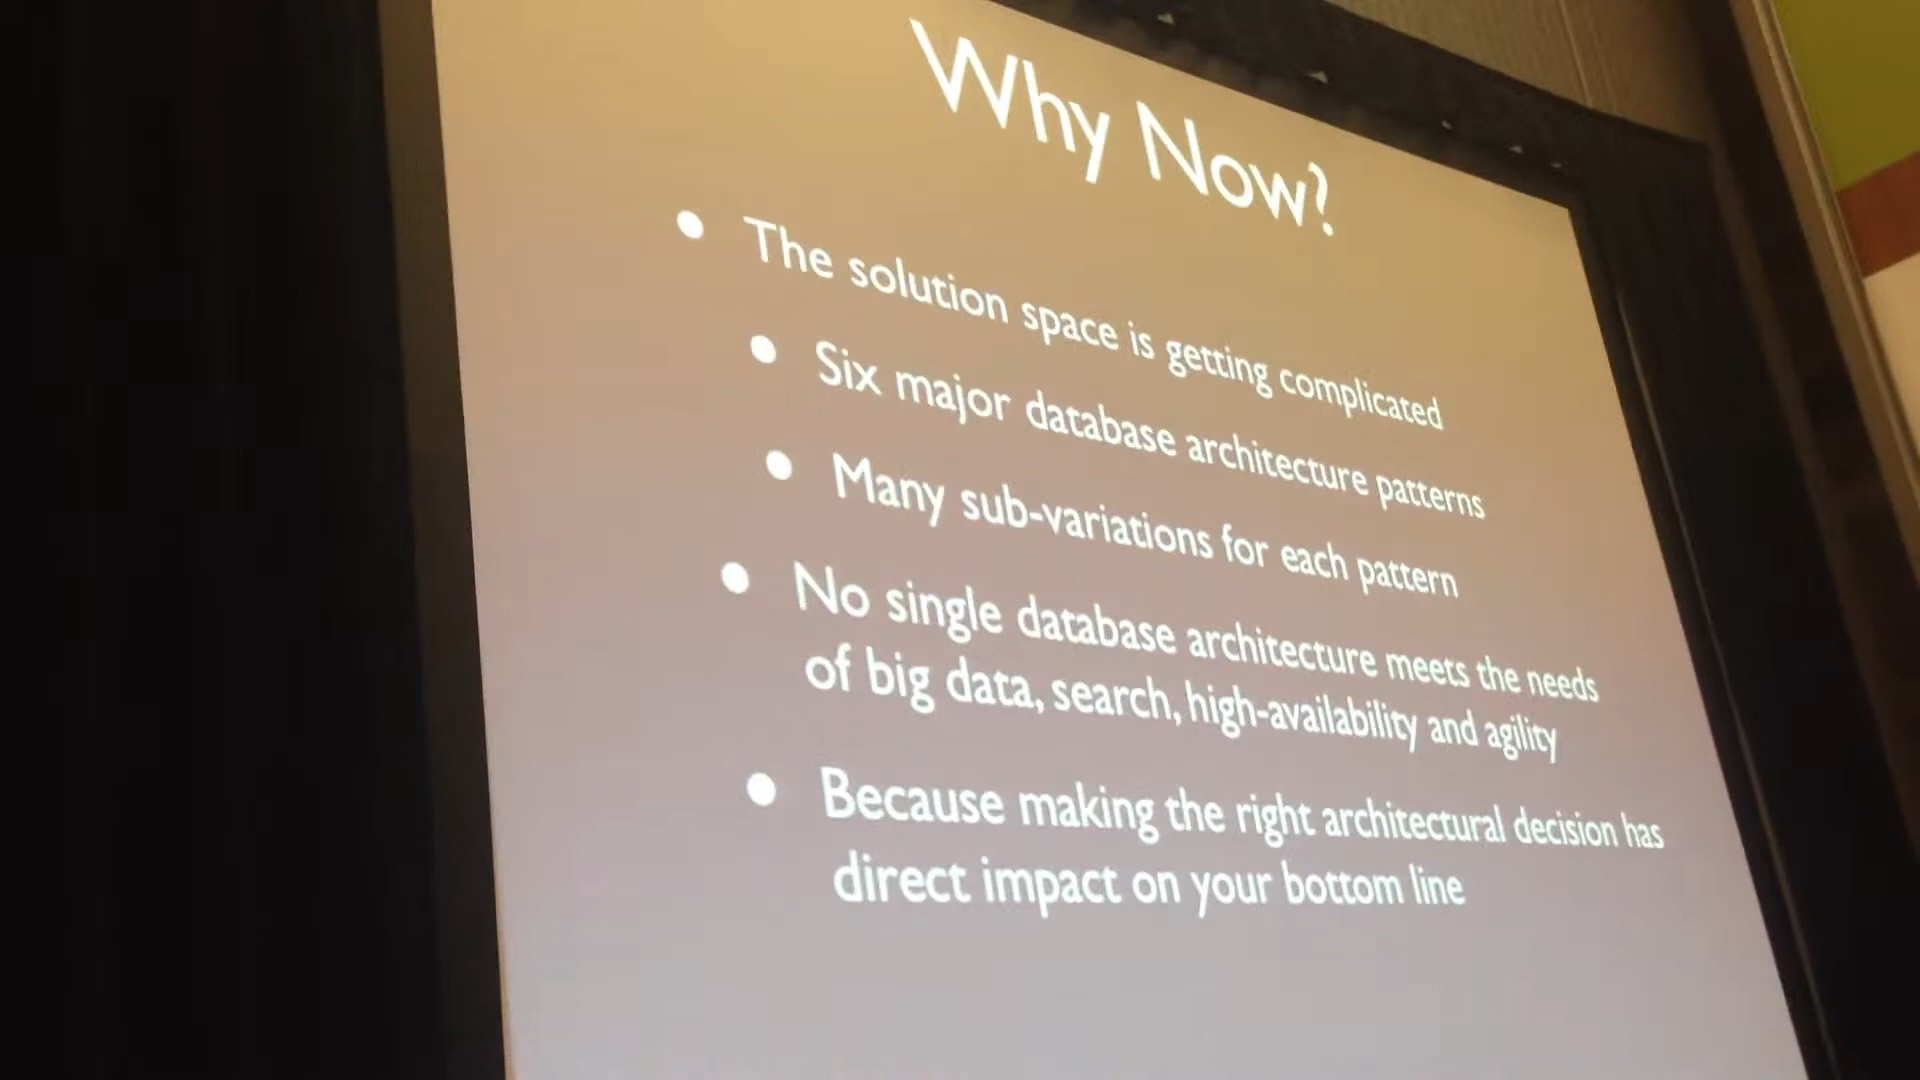 Why Now?
• The solution space is getting complicated
• Six major database architecture patterns
• Many sub-variations for each pattern
• No single database architecture meets the needs
of big data, search, high-availability and agility
• Because making the right architectural decision has
direct impact on your bottom line